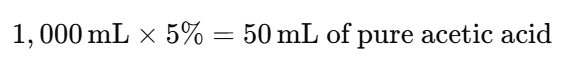 1,000 mL × 5% = 50 mL of pure acetic acid